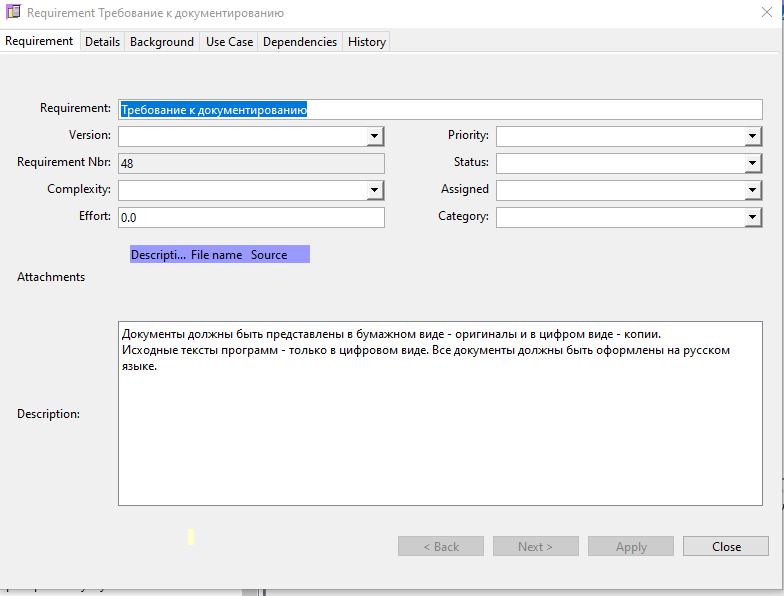 Requirement Требование к документированию
Requirement Details Background Use Case Dependencies History
Requirement: Требование к документированию
Version: Priority:
Requirement Nbr: 48 Status:
Complexity: Assigned
Effort: 0.0 Category:
Descripti... File name Source
Attachments
Документы должны быть представлены в бумажном виде - оригиналы и в цифром виде - копии.
Исходные тексты программ - только в цифровом виде. Все документы должны быть оформлены на русском
языке.
Description:
< Back Next > Apply Close